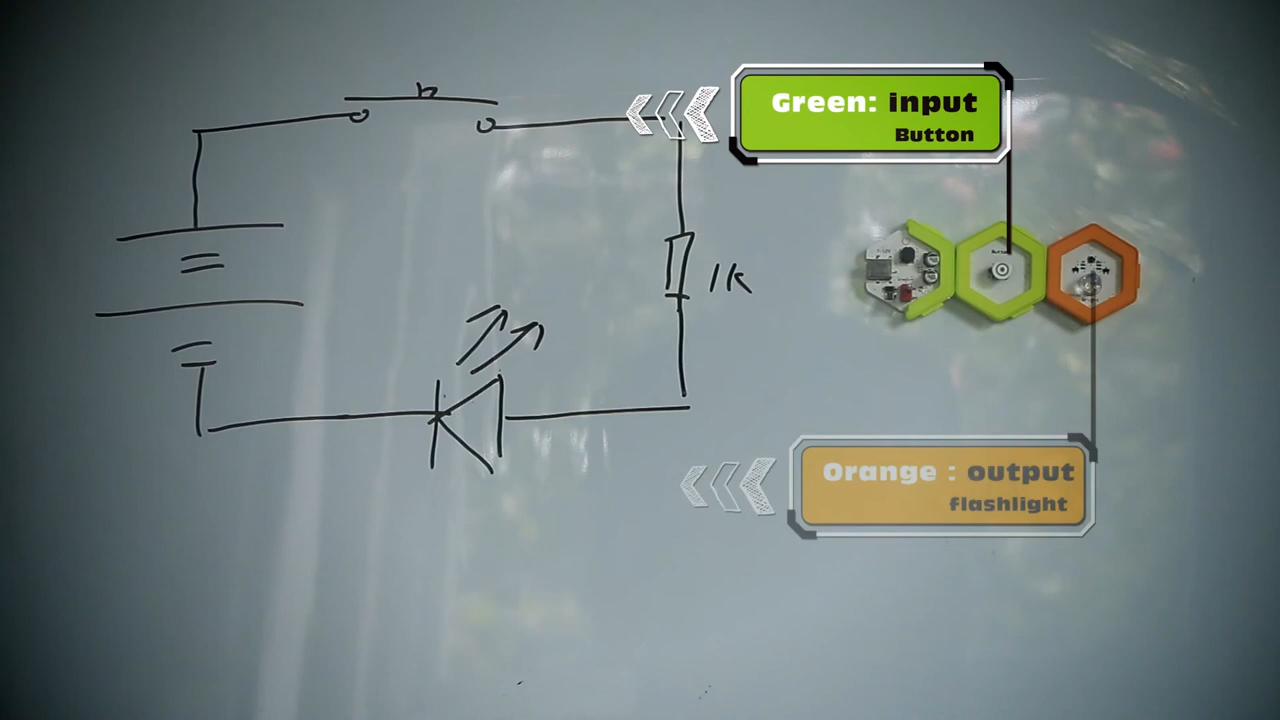 Green: input
Button
1k
Orange : output
flashlight